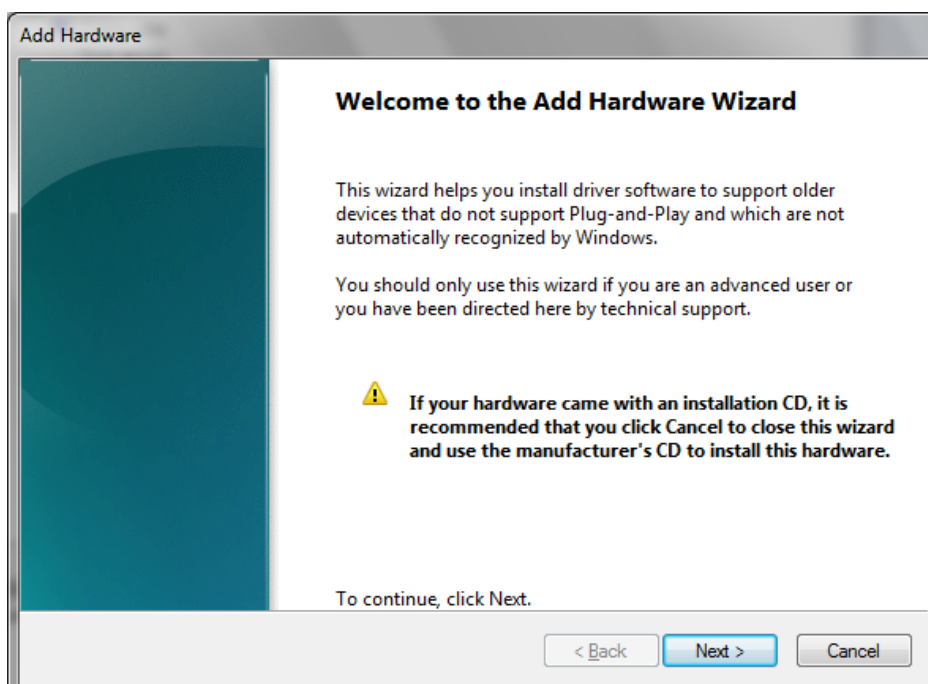 Add Hardware
Welcome to the Add Hardware Wizard
This wizard helps you install driver software to support older
devices that do not support Plug-and-Play and which are not
automatically recognized by Windows.
You should only use this wizard if you are an advanced user or
you have been directed here by technical support.
If your hardware came with an installation CD, it is
recommended that you click Cancel to close this wizard
and use the manufacturer's CD to install this hardware.
To continue, click Next.
< Back Next > Cancel